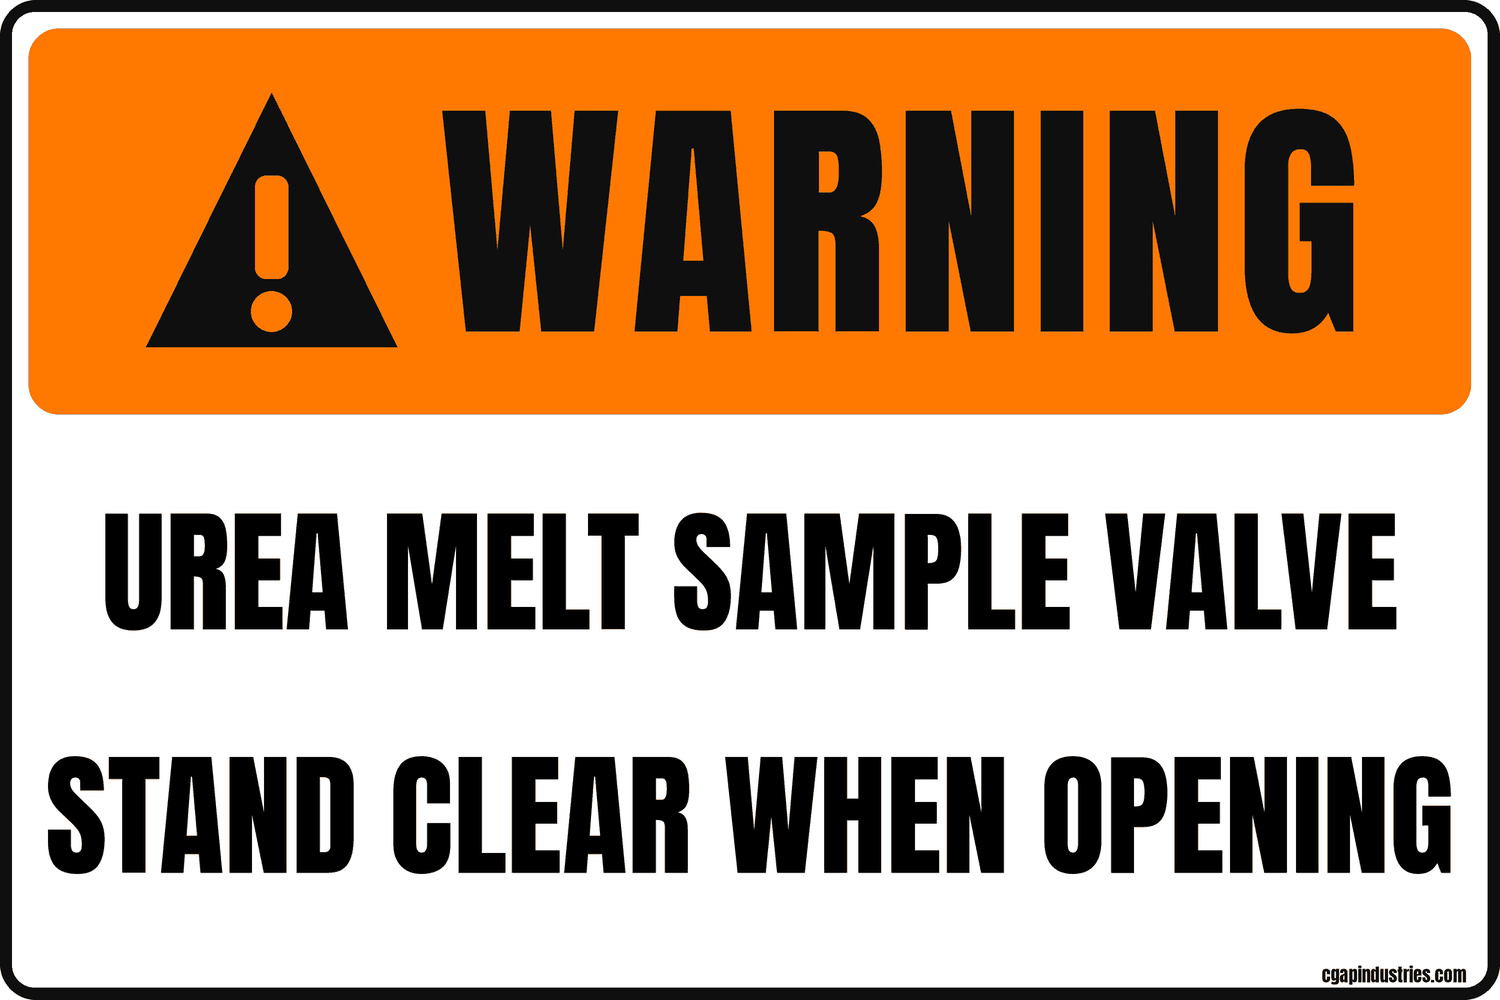 WARNING
UREA MELT SAMPLE VALVE
STAND CLEAR WHEN OPENING
cgapindustries.com